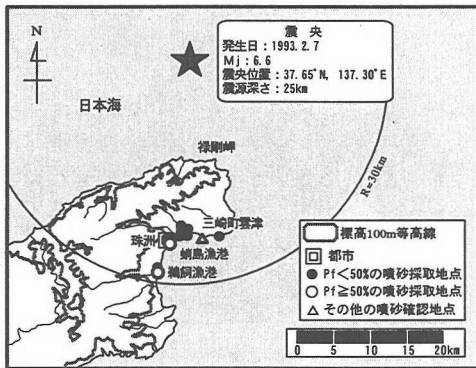 N
日本海
震 央
発生日：1993.2.7
Mj：6.6
震央位置：37.65°N, 137.30°E
震源深さ：25km
禄剛岬
R=30km
三崎町雲津
珠洲
蛸島漁港
鵜飼漁港
標高100m等高線
都市
Pf＜50%の噴砂採取地点
Pf≧50%の噴砂採取地点
その他の噴砂確認地点
0 5 10 15 20km